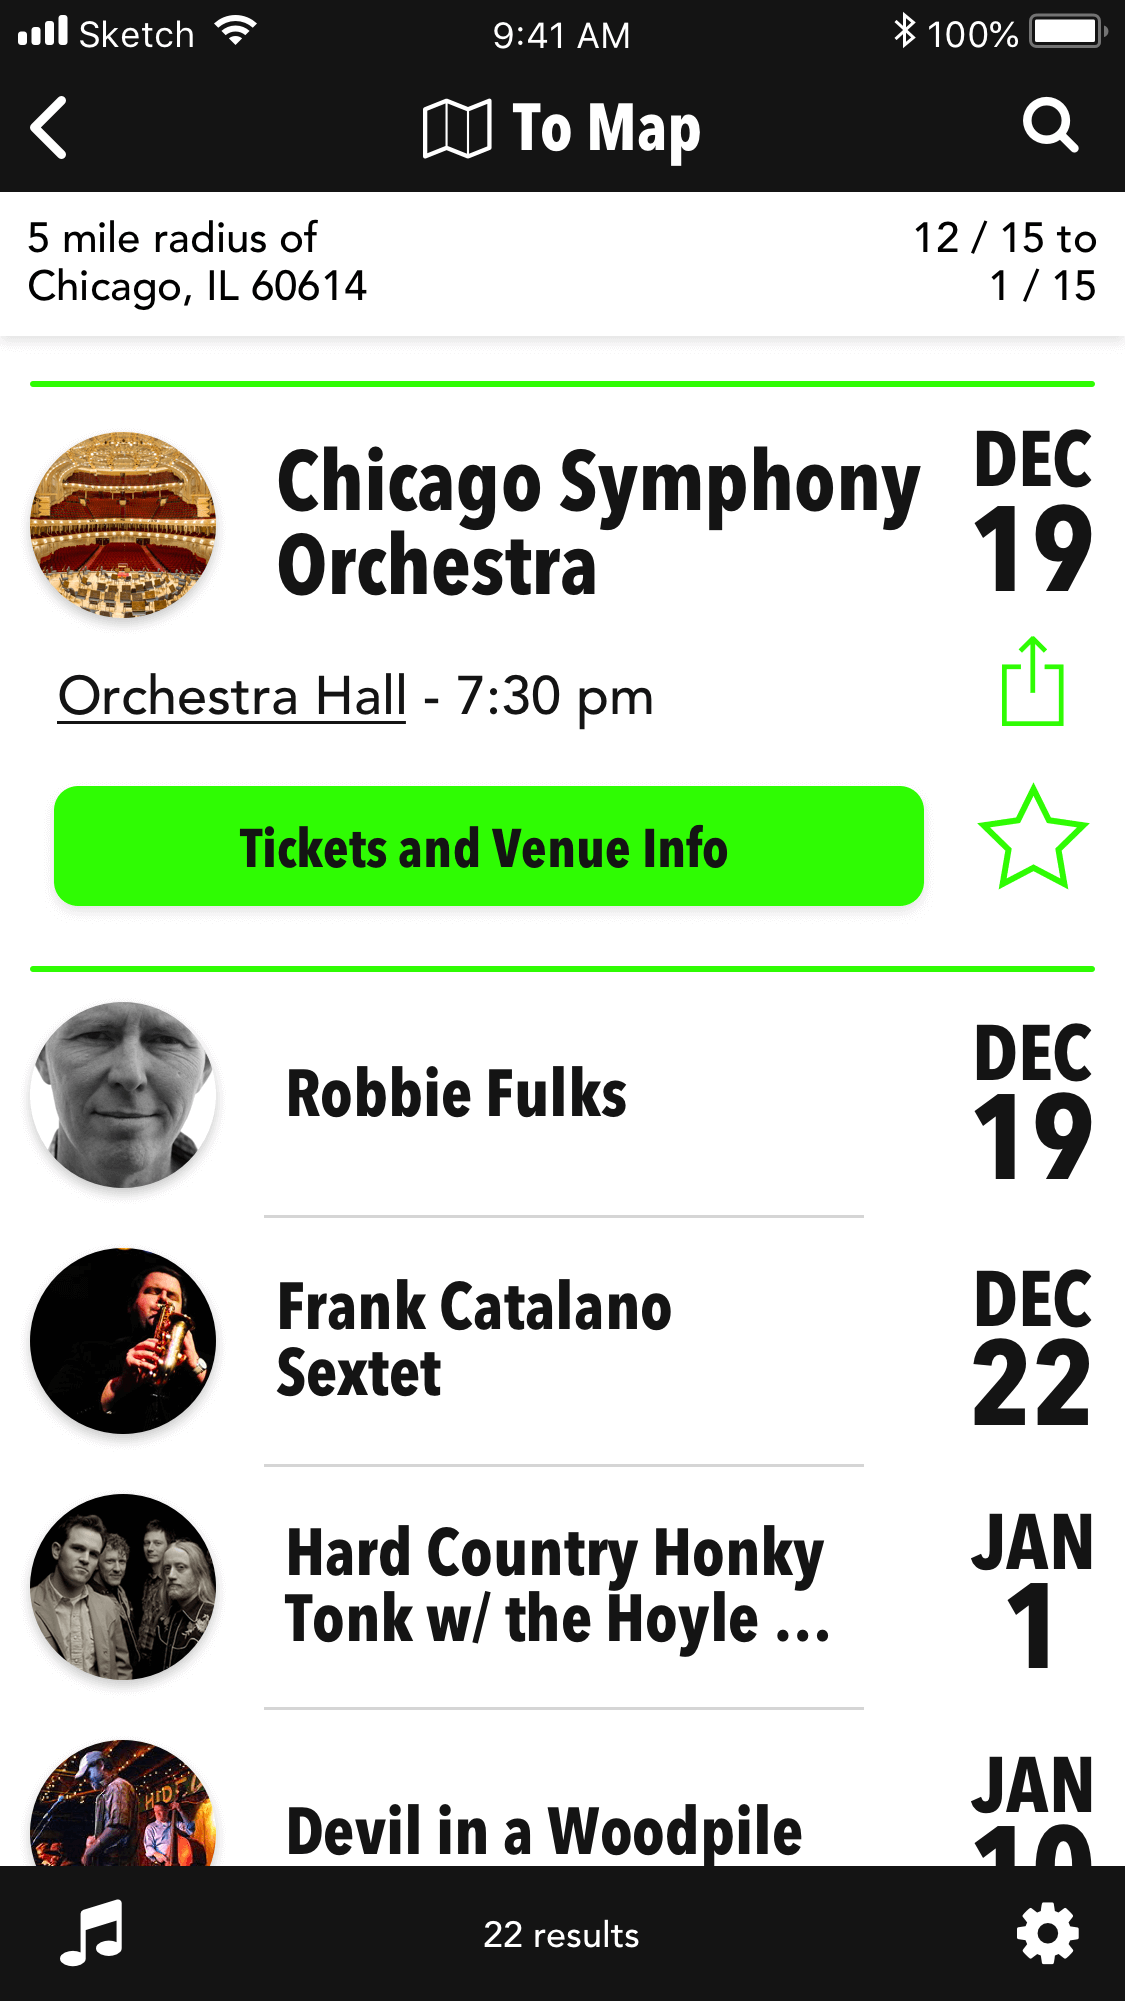 Sketch 9:41 AM 100%
To Map
5 mile radius of
Chicago, IL 60614
12 / 15 to
1 / 15
Chicago Symphony
Orchestra
DEC
19
Orchestra Hall - 7:30 pm
Tickets and Venue Info
Robbie Fulks
DEC
19
Frank Catalano
Sextet
DEC
22
Hard Country Honky
Tonk w/ the Hoyle ...
JAN
1
Devil in a Woodpile
JAN
10
22 results